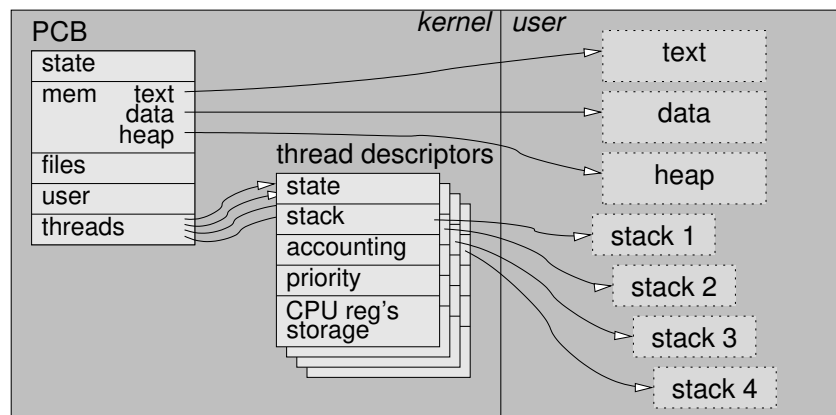 PCB
kernel
user
state
mem text
data
heap
files
user
threads
thread descriptors
state
stack
accounting
priority
CPU reg's
storage
text
data
heap
stack 1
stack 2
stack 3
stack 4